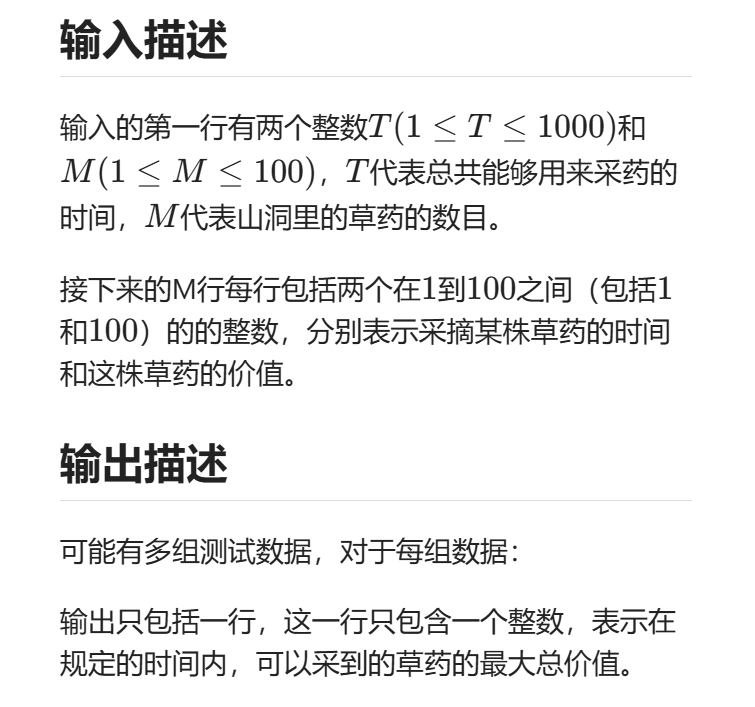 输入描述
输入的第一行有两个整数T(1 ≤ T ≤ 1000)和
M(1 ≤ M ≤ 100)，T代表总共能够用来采药的
时间，M代表山洞里的草药的数目。
接下来的M行每行包括两个在1到100之间（包括1
和100）的的整数，分别表示采摘某株草药的时间
和这株草药的价值。
输出描述
可能有多组测试数据，对于每组数据：
输出只包括一行，这一行只包含一个整数，表示在
规定的时间内，可以采到的草药的最大总价值。